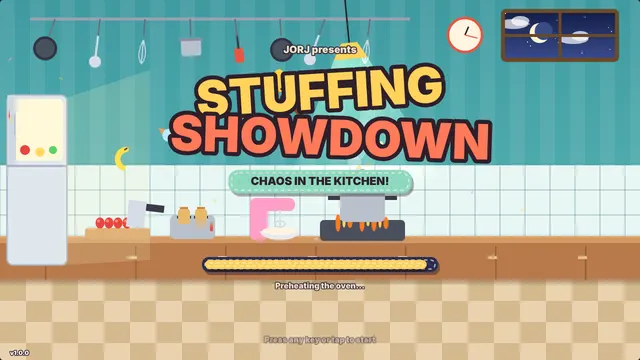 JORJ presents
STUFFING
SHOWDOWN
CHAOS IN THE KITCHEN!
Preheating the oven...
Press any key or tap to start
v1.0.0